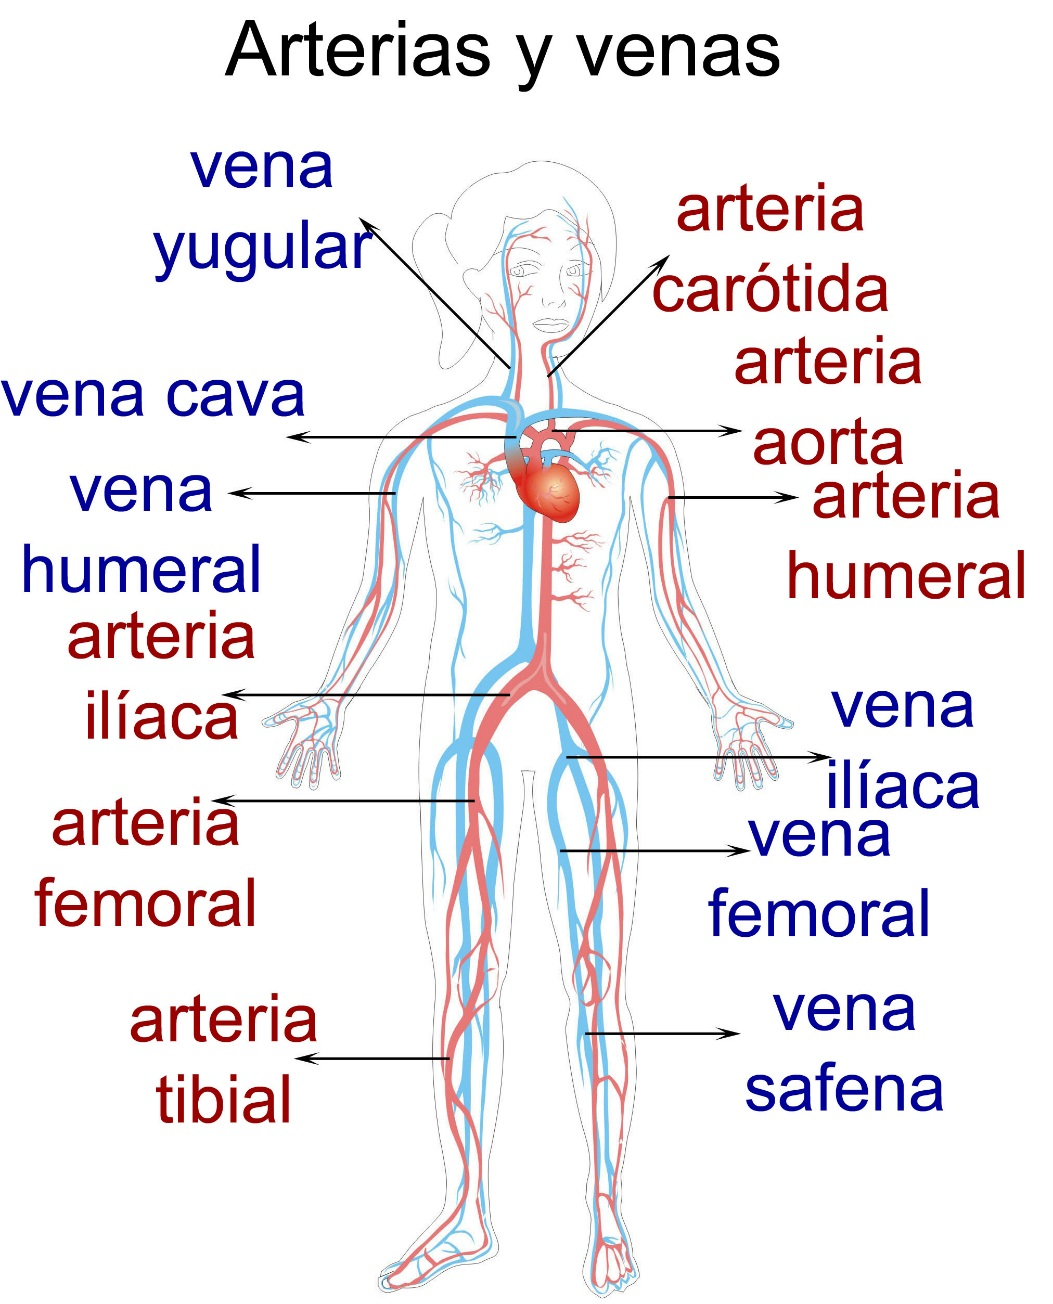 Arterias y venas
vena
yugular
arteria
carótida
arteria
aorta
vena cava
vena
humeral
arteria
humeral
arteria
ilíaca
vena
ilíaca
arteria
femoral
vena
femoral
arteria
tibial
vena
safena